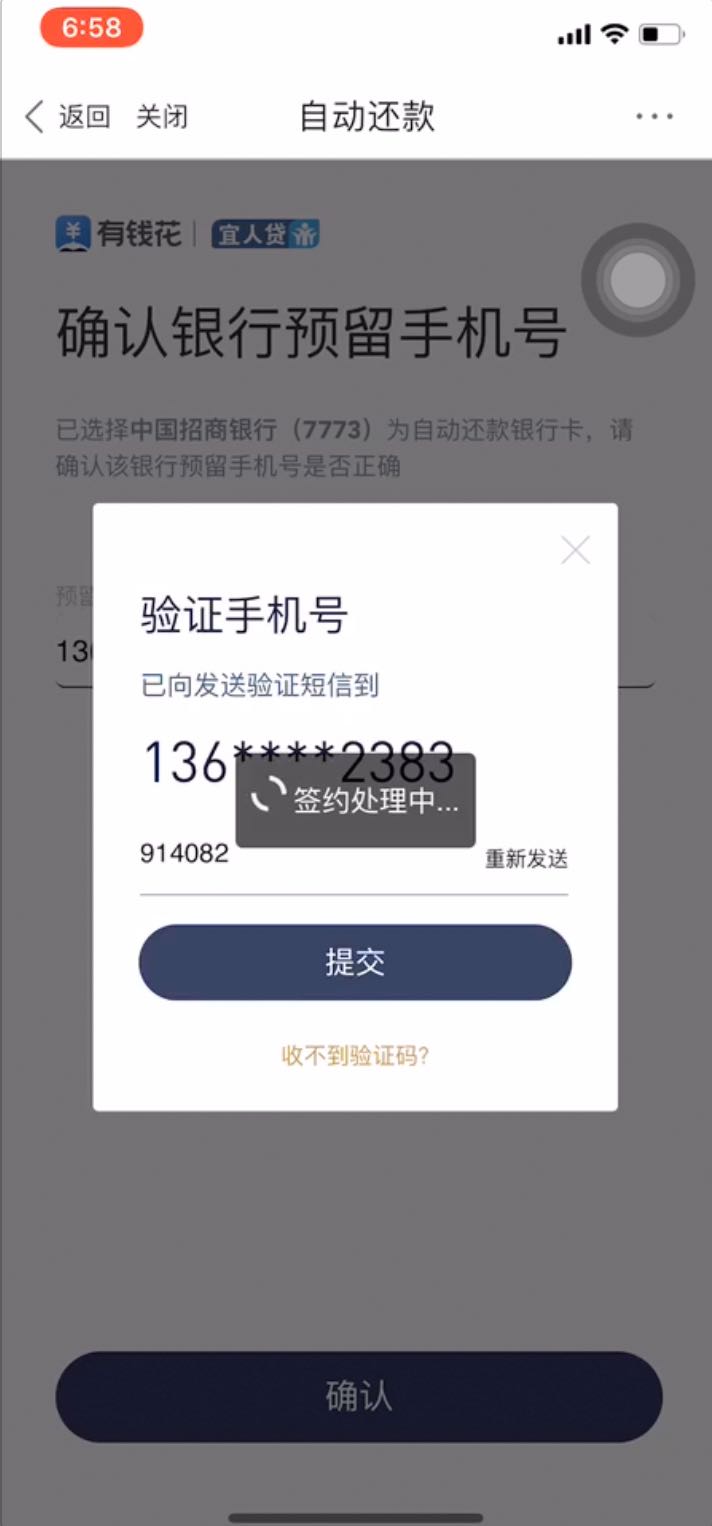 6:58
返回 关闭 自动还款
有钱花 宜人贷
确认银行预留手机号
已选择中国招商银行（7773）为自动还款银行卡，请
确认该银行预留手机号是否正确
预留
130
验证手机号
已向发送验证短信到
136****2383
签约处理中...
914082 重新发送
提交
收不到验证码?
确认